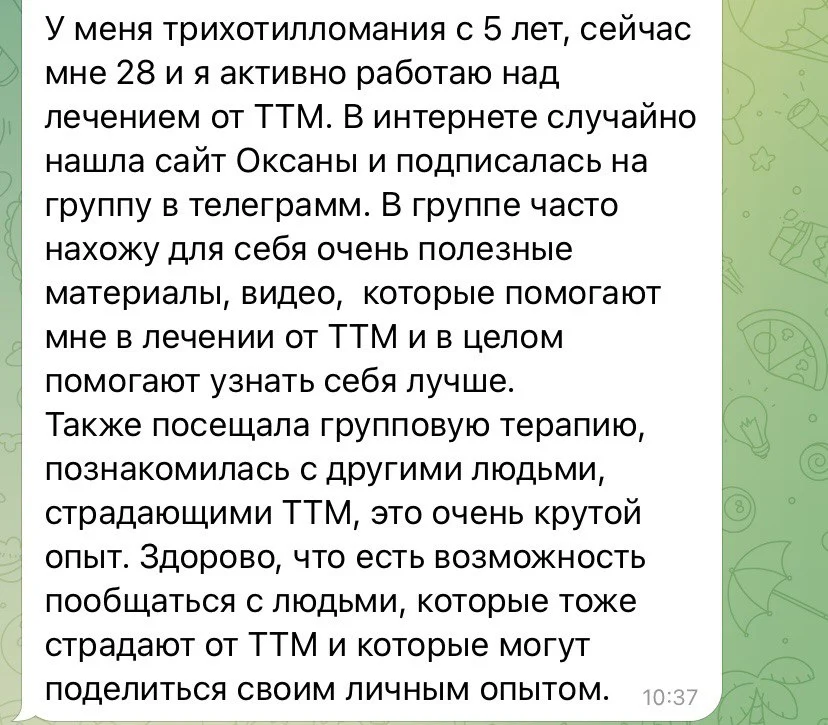 У меня трихотилломания с 5 лет, сейчас
мне 28 и я активно работаю над
лечением от ТТМ. В интернете случайно
нашла сайт Оксаны и подписалась на
группу в телеграмм. В группе часто
нахожу для себя очень полезные
материалы, видео,  которые помогают
мне в лечении от ТТМ и в целом
помогают узнать себя лучше.
Также посещала групповую терапию,
познакомилась с другими людьми,
страдающими ТТМ, это очень крутой
опыт. Здорово, что есть возможность
пообщаться с людьми, которые тоже
страдают от ТТМ и которые могут
поделиться своим личным опытом. 10:37